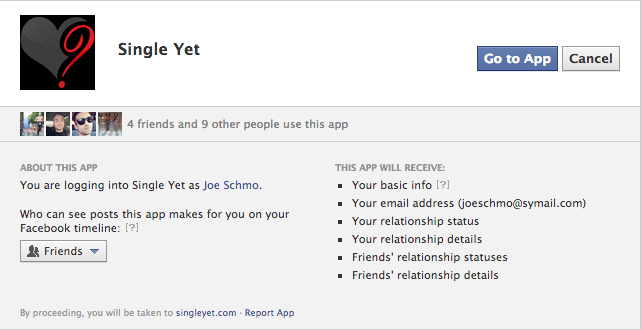 Single Yet
Go to App
Cancel
4 friends and 9 other people use this app
ABOUT THIS APP
You are logging into Single Yet as Joe Schmo.
Who can see posts this app makes for you on your
Facebook timeline: [?]
Friends
THIS APP WILL RECEIVE:
▪ Your basic info [?]
▪ Your email address (joeschmo@symail.com)
▪ Your relationship status
▪ Your relationship details
▪ Friends' relationship statuses
▪ Friends' relationship details
By proceeding, you will be taken to singleyet.com · Report App